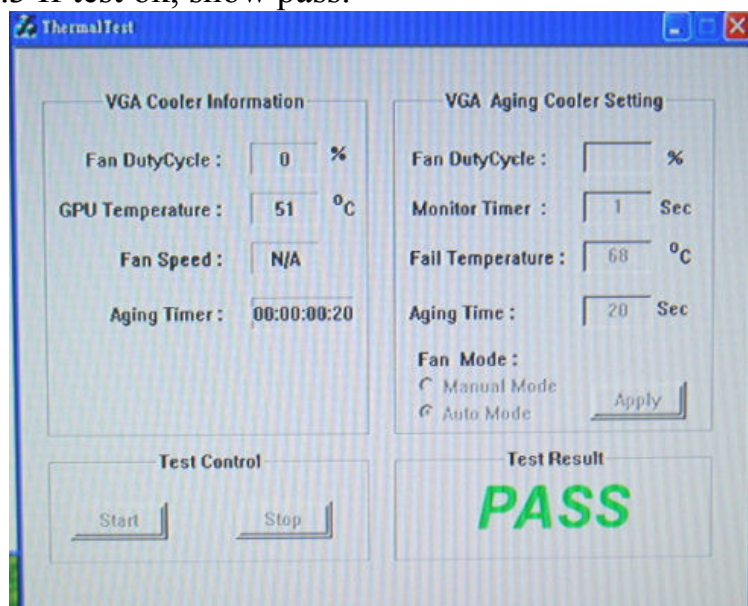 .3 If test ok, show pass.
ThermalTest
VGA Cooler Information
Fan DutyCycle : 0 %
GPU Temperature : 51 °C
Fan Speed : N/A
Aging Timer : 00:00:00:20
VGA Aging Cooler Setting
Fan DutyCycle : %
Monitor Timer : 1 Sec
Fail Temperature : 68 °C
Aging Time : 20 Sec
Fan Mode :
Manual Mode
Auto Mode
Apply
Test Control
Start Stop
Test Result
PASS